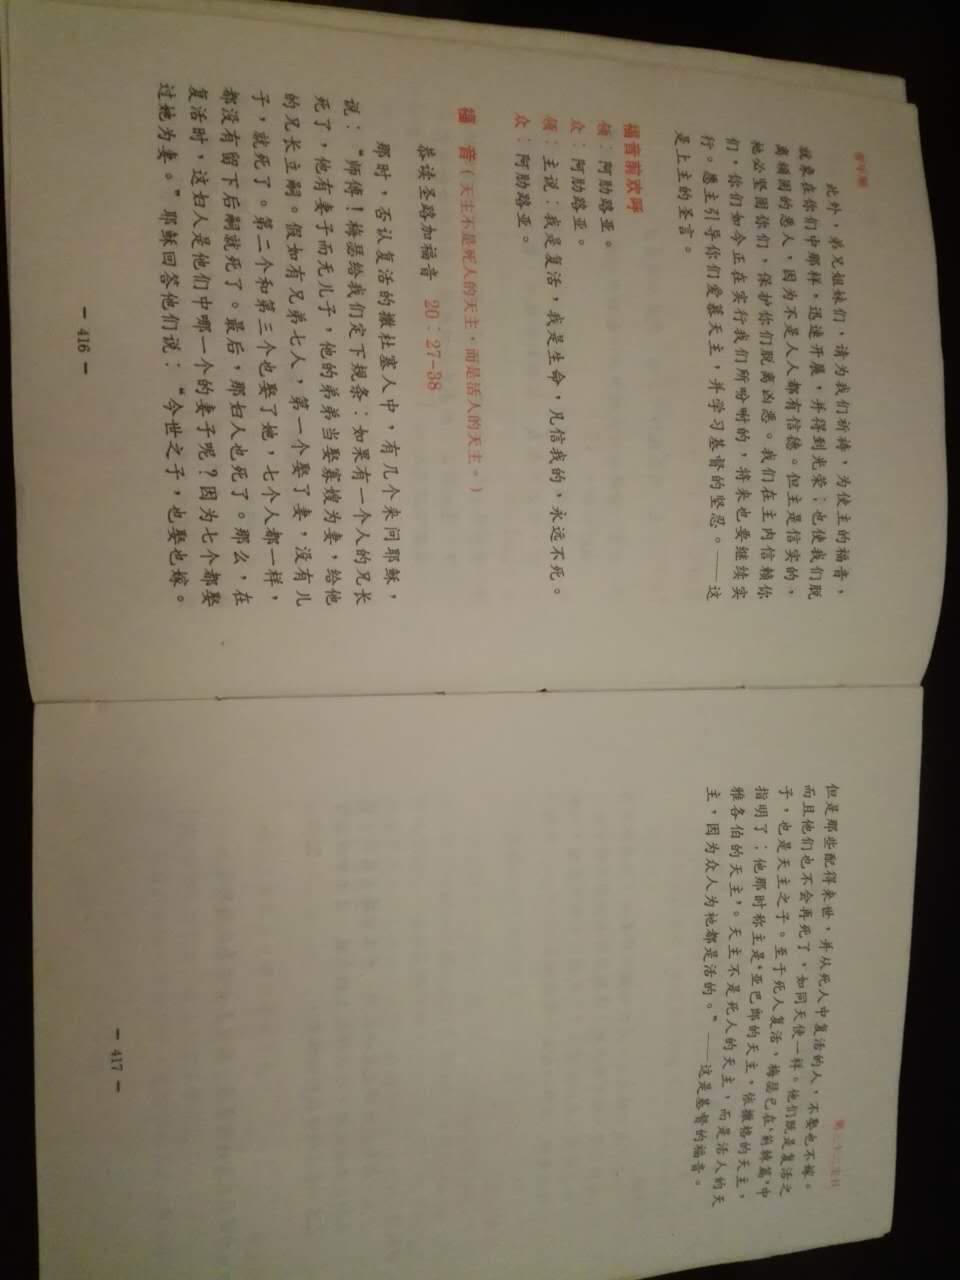 此外，弟兄姐妹们，请为我们祈祷，为使主的福音，
就象在你们中那样，迅速开展，并得到光荣；也使我们脱
离横困的恶人，因为不是人人都有信德。但主是信实的，
祂必坚固你们，保护你们脱离凶恶。我们在主内信赖你
们，你们如今正在实行我们所吩咐的，将来也要继续实
行。愿主引导你们爱慕天主，并学习基督的坚忍。——这
是上主的圣言。
福音前欢呼
领：阿肋路亚。
众：阿肋路亚。
领：主说：我是复活，我是生命，凡信我的，永远不死。
众：阿肋路亚。
福 音（天主不是死人的天主，而是活人的天主。）
恭读圣路加福音 20：27-38
那时，否认复活的撒杜塞人中，有几个来问耶稣，
说：“师傅！梅瑟给我们定下规条：如果有一个人的兄长
死了，他有妻子而无儿子，他的弟弟当娶寡嫂为妻，给他
的兄长立嗣。假如有兄弟七人，第一个娶了妻，没有儿
子，就死了。第二个和第三个也娶了她，七个人都一样，
都没有留下后嗣就死了。最后，那妇人也死了。那么，在
复活时，这妇人是他们中哪一个的妻子呢？因为七个都娶
过她为妻。”耶稣回答他们说：“今世之子，也娶也嫁。
— 416 —
第三十二主日
但是那些配得来世，并从死人中复活的人，不娶也不嫁。
而且他们也不会再死了，如同天使一样。他们既是复活之
子，也是天主之子。至于死人复活，梅瑟已在‘荆棘篇’中
指明了：他那时称主是‘亚巴郎的天主，依撒格的天主，
雅各伯的天主’。天主不是死人的天主，而是活人的天
主，因为众人为祂都是活的。”——这是基督的福音。
— 417 —